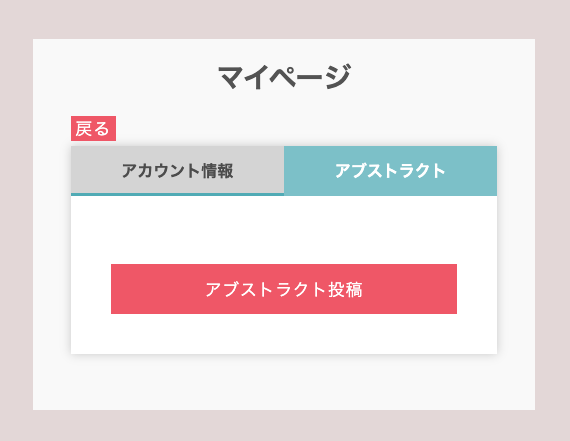 マイページ
戻る
アカウント情報
アブストラクト
アブストラクト投稿